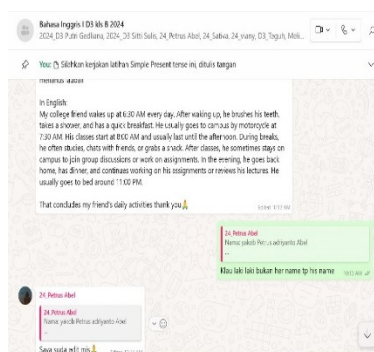 Bahasa Inggris I D3 kls B 2024
2024_D3 Putri Gediana, 2024_D3 Sitti Sulis, 24_Petrus Abel, 24_Sabva, 24_viany, D3_Teguh, Mok...
You: Silahkan kerjakan latihan Simple Present terse ini, ditulis tangan
In English:
My college friend wakes up at 6:30 AM every day. After waking up, he brushes his teeth,
takes a shower, and has a quick breakfast. He usually goes to campus by motorcycle at
7:30 AM. His classes start at 8:00 AM and usually last until the afternoon. During breaks,
he often studies, chats with friends, or grabs a snack. After classes, he sometimes stays on
campus to join group discussions or work on assignments. In the evening, he goes back
home, has dinner, and continues working on his assignments or reviews his lectures. He
usually goes to bed around 11:00 PM.
That concludes my friend's daily activities thank you🙏
24_Petrus Abel
Nama: yakob Petrus adriyanto Abel
...
Klau laki laki bukan her name tp his name
24_Petrus Abel
24_Petrus Abel
Nama: yakob Petrus adriyanto Abel
...
Saya suda edit mis🙏